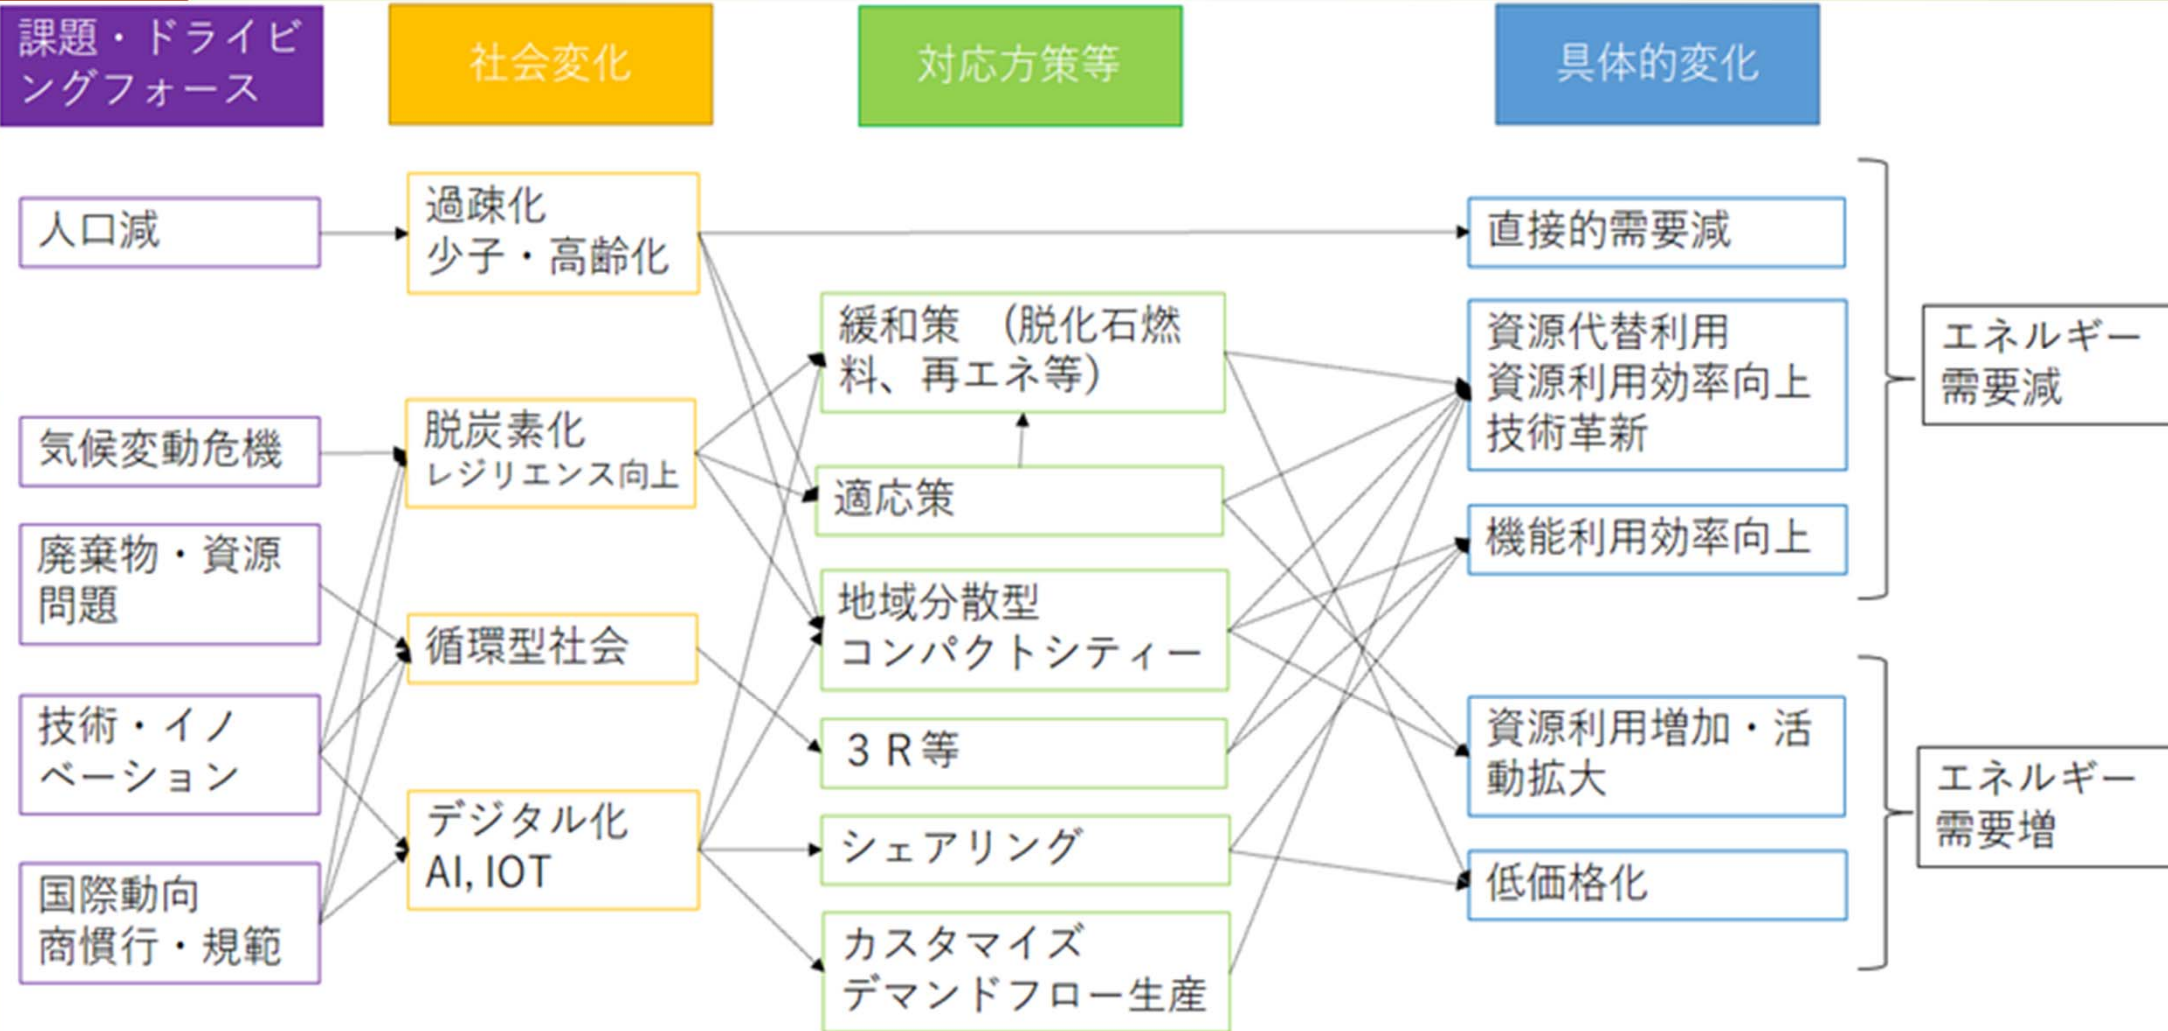 課題・ドライビ
ングフォース
社会変化
対応方策等
具体的変化
人口減
気候変動危機
廃棄物・資源
問題
技術・イノ
ベーション
国際動向
商慣行・規範
過疎化
少子・高齢化
脱炭素化
レジリエンス向上
循環型社会
デジタル化
AI, IOT
緩和策　(脱化石燃
料、再エネ等)
適応策
地域分散型
コンパクトシティー
３Ｒ等
シェアリング
カスタマイズ
デマンドフロー生産
直接的需要減
資源代替利用
資源利用効率向上
技術革新
機能利用効率向上
資源利用増加・活
動拡大
低価格化
エネルギー
需要減
エネルギー
需要増